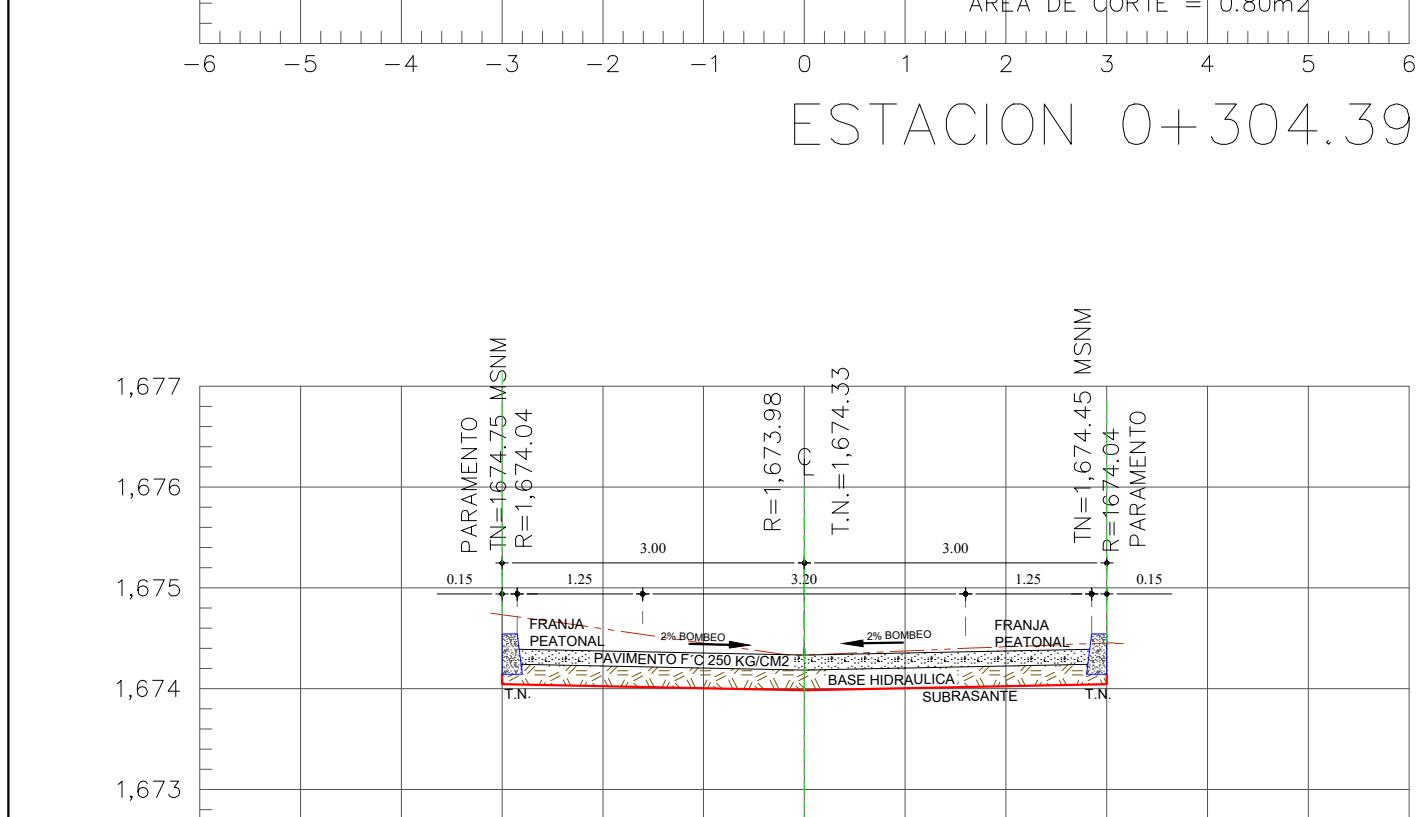 AREA DE CORTE = 0.80m2
-6 -5 -4 -3 -2 -1 0 1 2 3 4 5 6
ESTACION 0+304.39
1,677
1,676
1,675
1,674
1,673
PARAMENTO
TN=1674.75 MSNM
R=1,674.04
R=1,673.98
CL
T.N.=1,674.33
TN=1,674.45 MSNM
R=1674.04
PARAMENTO
3.00 3.00
0.15 1.25 3.20 1.25 0.15
FRANJA
PEATONAL
2% BOMBEO
2% BOMBEO
FRANJA
PEATONAL
PAVIMENTO F´C 250 KG/CM2
BASE HIDRAULICA
T.N.
SUBRASANTE
T.N.